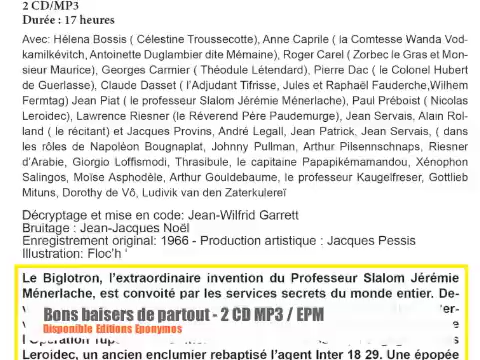 2 CD/MP3
Durée : 17 heures
Avec: Hélena Bossis ( Célestine Troussecotte), Anne Caprile ( la Comtesse Wanda Vod-
kamilkévitch, Antoinette Duglambier dite Mémaine), Roger Carel ( Zorbec le Gras et Mon-
sieur Maurice), Georges Carmier ( Théodule Létendard), Pierre Dac ( le Colonel Hubert
de Guerlasse), Claude Dasset ( l'Adjudant Tifrisse, Jules et Raphaël Fauderche,Wilhem
Fermtag) Jean Piat ( le professeur Slalom Jérémie Ménerlache), Paul Préboist ( Nicolas
Leroidec), Lawrence Riesner (le Réverend Père Paudemurge), Jean Servais, Alain Rol-
land ( le récitant) et Jacques Provins, André Legall, Jean Patrick, Jean Servais, ( dans
les rôles de Napoléon Bougnaplat, Johnny Pullman, Arthur Pilsennschnaps, Riesner
d'Arabie, Giorgio Loffismodi, Thrasibule, le capitaine Papapikémamandou, Xénophon
Salingos, Moïse Asphodèle, Arthur Gouldebaume, le professeur Kaugelfreser, Gottlieb
Mituns, Dorothy de Vô, Ludivik van den Zaterkulereï
Décryptage et mise en code: Jean-Wilfrid Garrett
Bruitage : Jean-Jacques Noël
Enregistrement original: 1966 - Production artistique : Jacques Pessis
Illustration: Floc'h '
Le Biglotron, l'extraordinaire invention du Professeur Slalom Jérémie
Ménerlache, est convoité par les services secrets du monde entier. De-
Bons baisers de partout - 2 CD MP3 / EPM
Disponible Editions Eponymes
Leroidec, un ancien enclumier rebaptisé l'agent Inter 18 29. Une épopée